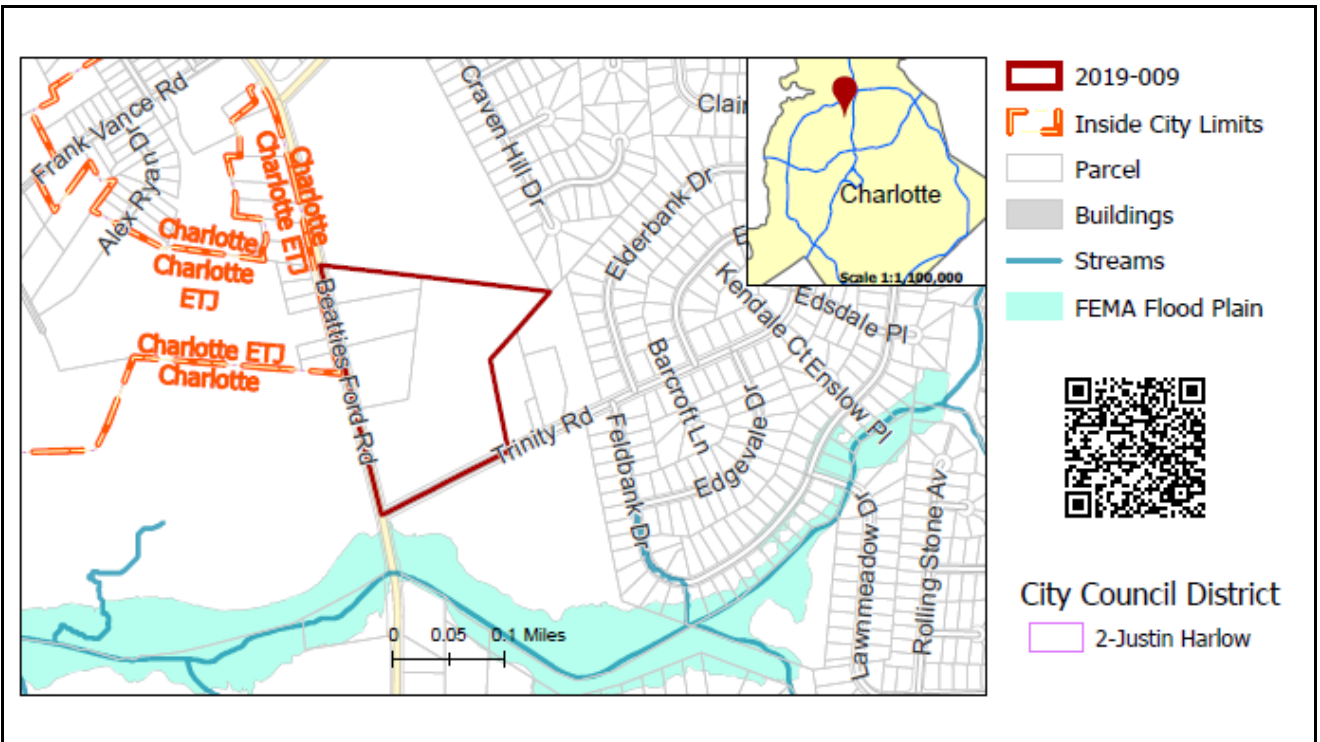 Frank Vance Rd
Alex Ryan Dr
Charlotte
Charlotte ETJ
Charlotte
Charlotte
ETJ
Charlotte ETJ
Charlotte
Beatties Ford Rd
Craven Hill Dr
Clair
Elderbank Dr
Kendale Ct
Enslow Pl
Edsdale Pl
Barcroft Ln
Edgevale Dr
Trinity Rd
Feldbank Dr
Lawnmeadow Dr
Rolling Stone Av
0 0.05 0.1 Miles
Charlotte
Scale 1:1,100,000
2019-009
Inside City Limits
Parcel
Buildings
Streams
FEMA Flood Plain
City Council District
2-Justin Harlow